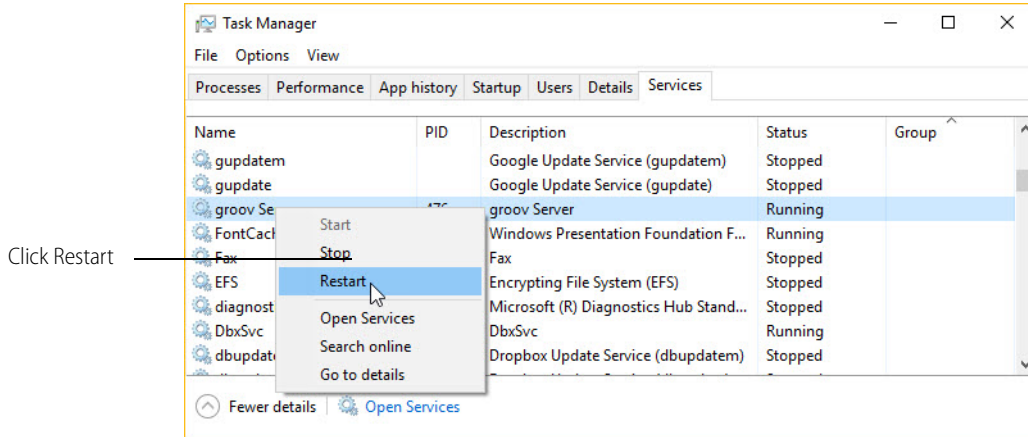 Task Manager
File Options View
Processes Performance App history Startup Users Details Services
Name PID Description Status Group
gupdatem Google Update Service (gupdatem) Stopped
gupdate Google Update Service (gupdate) Stopped
groov Se groov Server Running
FontCach Windows Presentation Foundation F... Running
Fax Fax Stopped
EFS Encrypting File System (EFS) Stopped
diagnost Microsoft (R) Diagnostics Hub Stand... Stopped
DbxSvc DbxSvc Running
dbupdat Dropbox Update Service (dbupdatem) Stopped
Start
Stop
Restart
Open Services
Search online
Go to details
Click Restart
Fewer details Open Services